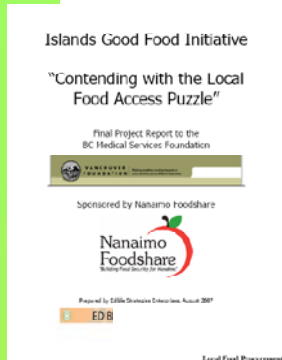 Islands Good Food Initiative
“Contending with the Local
Food Access Puzzle”
Final Project Report to the
BC Medical Services Foundation
VANCOUVER
FOUNDATION
Sponsored by Nanaimo Foodshare
Nanaimo
Foodshare
"Building Food Security for Nanaimo"
Prepared by Edible Strategies Enterprises, August 2007
EDIB
Local Food